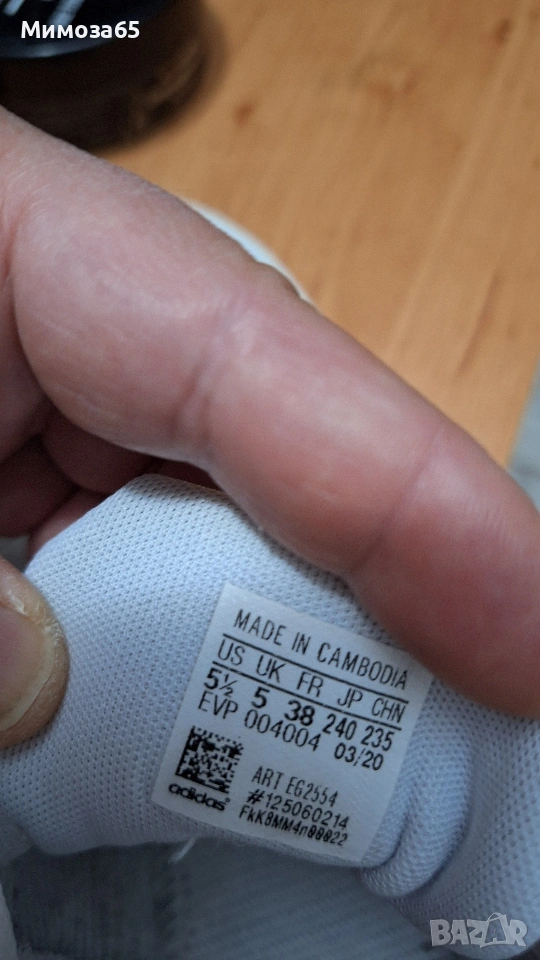 Мимоза65
MADE IN CAMBODIA
US UK FR JP CHN
5½ 5 38 240 235
EVP 004004 03/20
ART EG2554
#125060214
FkK8MM4n00022
adidas
BAZAR